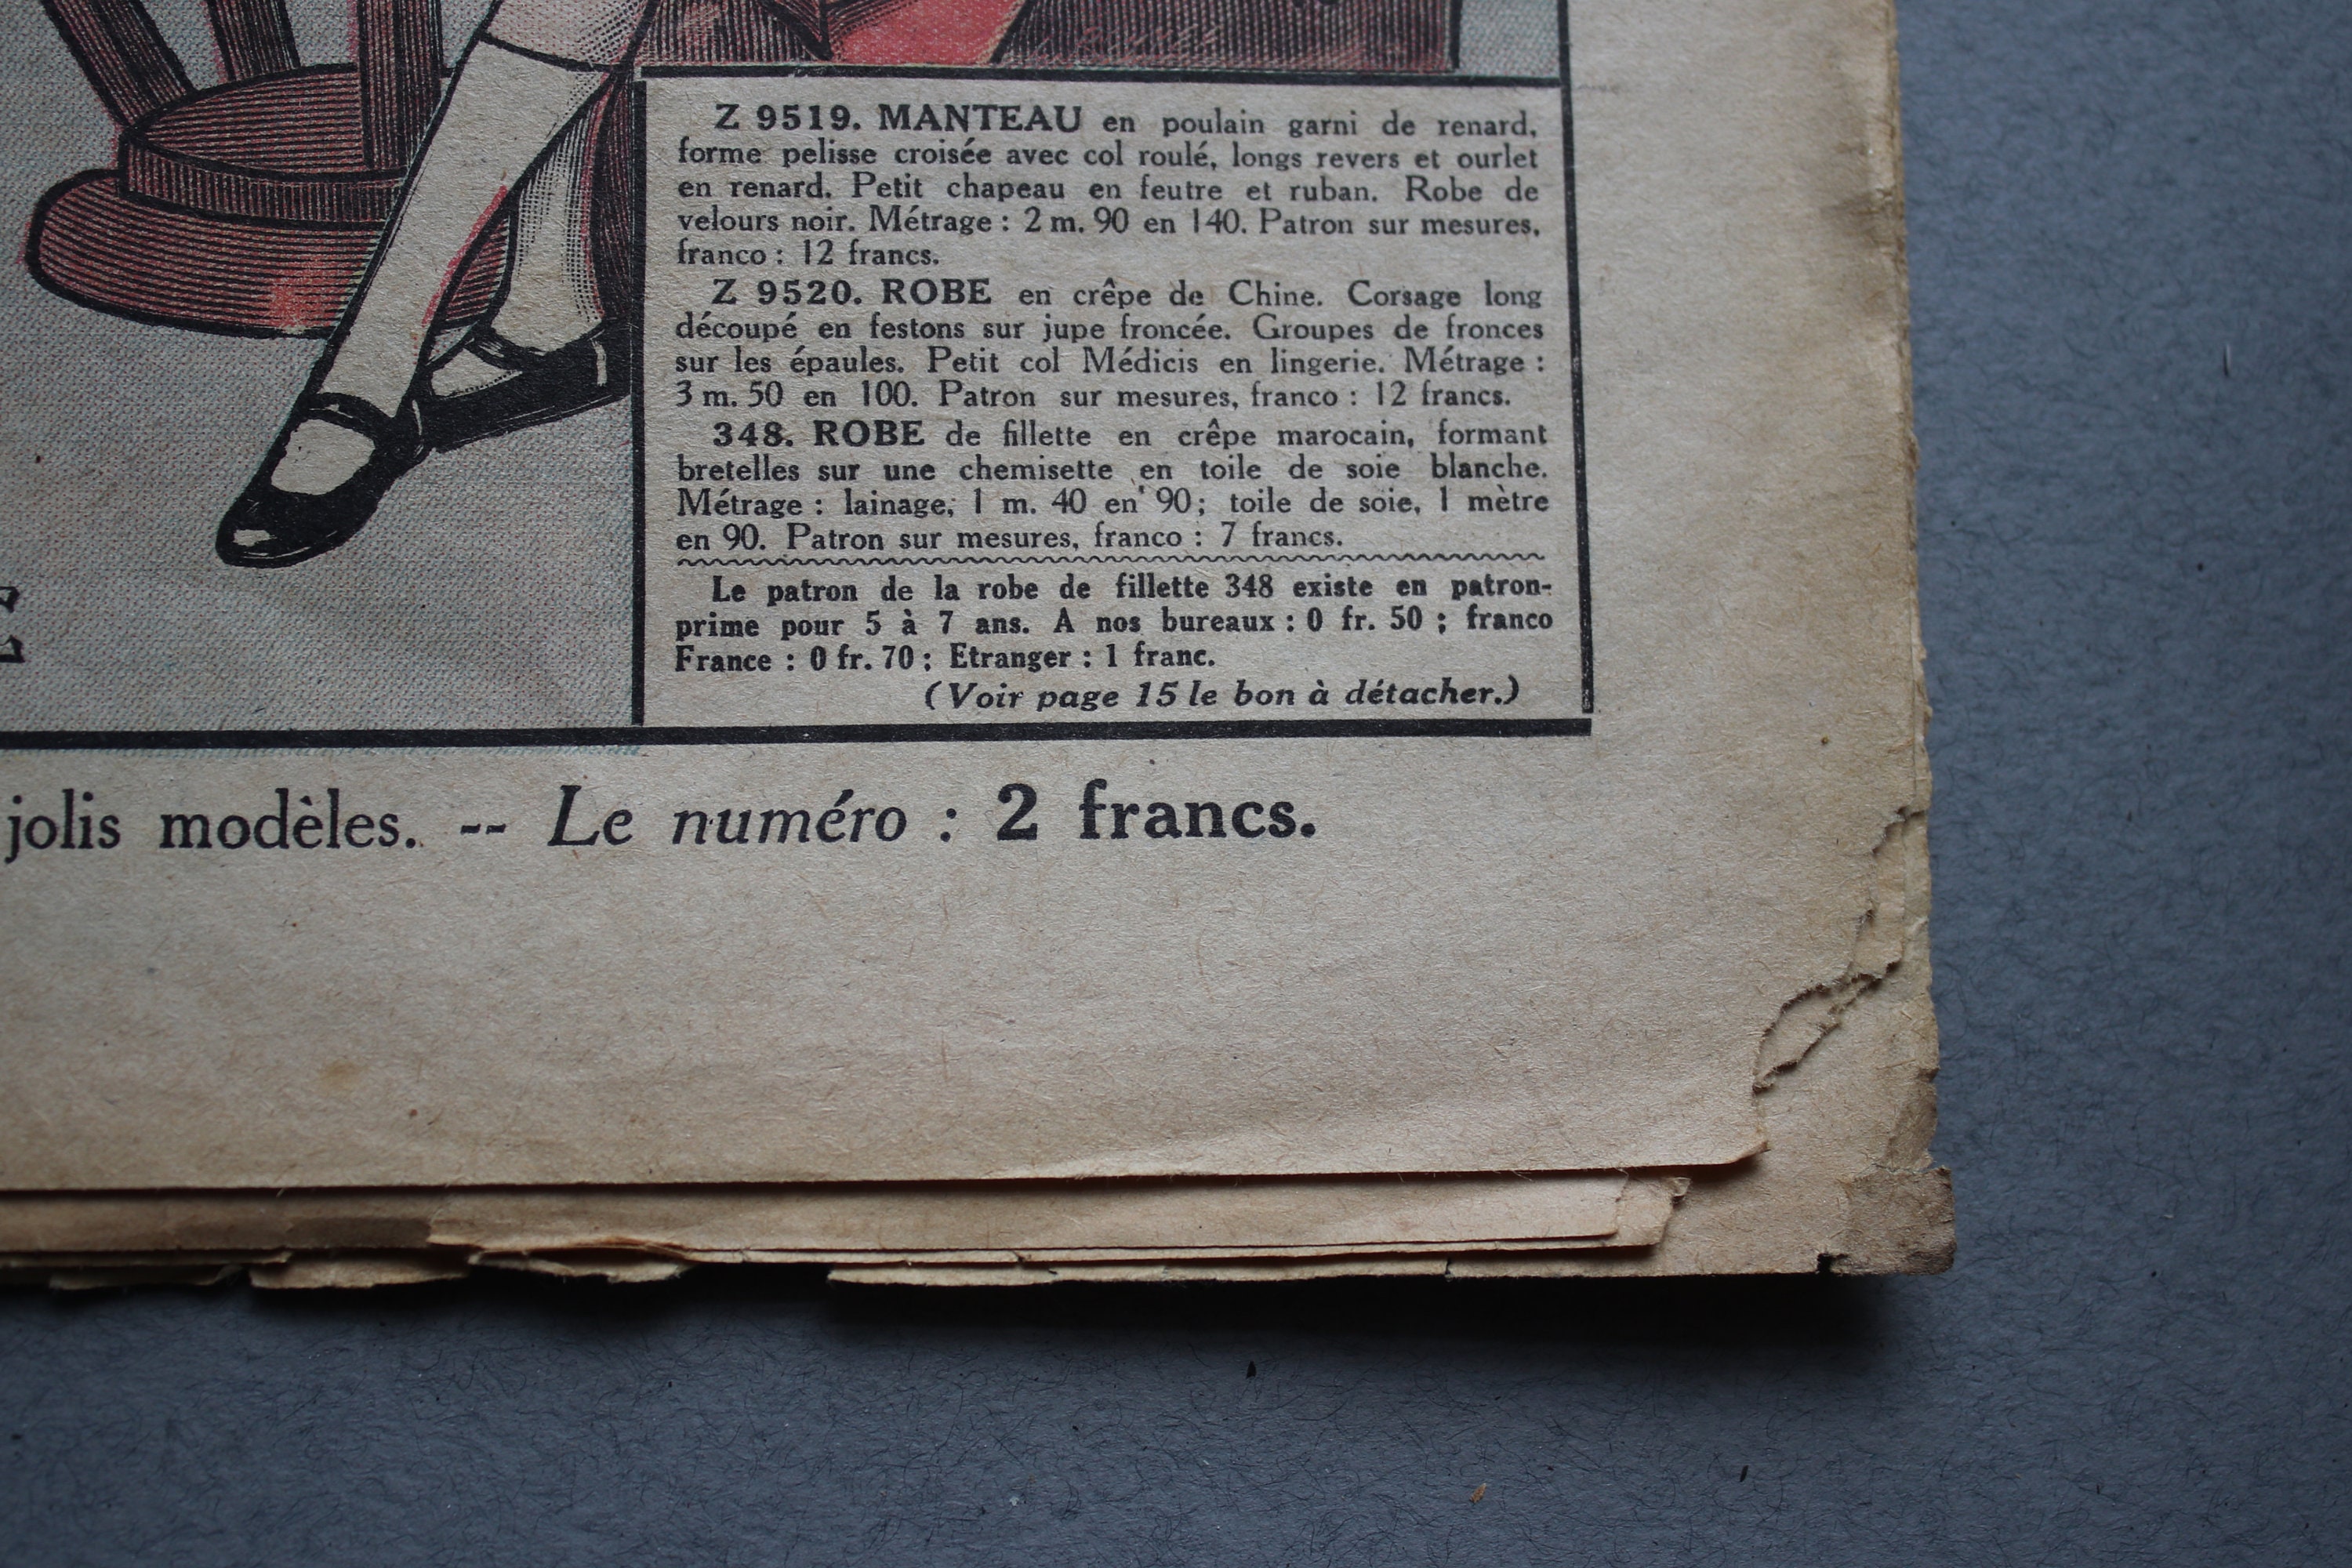 Z 9519. MANTEAU en poulain garni de renard,
forme pelisse croisée avec col roulé, longs revers et ourlet
en renard. Petit chapeau en feutre et ruban. Robe de
velours noir. Métrage : 2 m. 90 en 140. Patron sur mesures,
franco : 12 francs.
Z 9520. ROBE en crêpe de Chine. Corsage long
découpé en festons sur jupe froncée. Groupes de fronces
sur les épaules. Petit col Médicis en lingerie. Métrage :
3 m. 50 en 100. Patron sur mesures, franco : 12 francs.
348. ROBE de fillette en crêpe marocain, formant
bretelles sur une chemisette en toile de soie blanche.
Métrage : lainage, 1 m. 40 en 90 ; toile de soie, 1 mètre
en 90. Patron sur mesures, franco : 7 francs.
Le patron de la robe de fillette 348 existe en patron-
prime pour 5 à 7 ans. A nos bureaux : 0 fr. 50 ; franco
France : 0 fr. 70 ; Etranger : 1 franc.
(Voir page 15 le bon à détacher.)
jolis modèles. -- Le numéro : 2 francs.